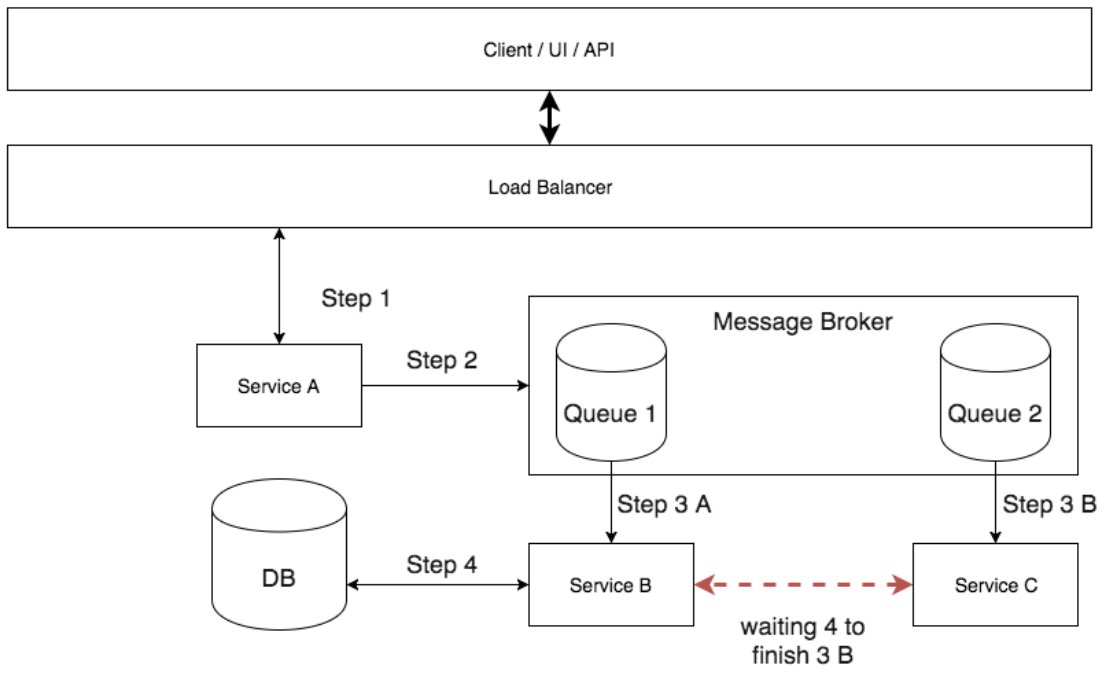 Client / UI / API
Load Balancer
Step 1
Message Broker
Service A
Step 2
Queue 1
Queue 2
Step 3 A
Step 3 B
DB
Step 4
Service B
Service C
waiting 4 to
finish 3 B